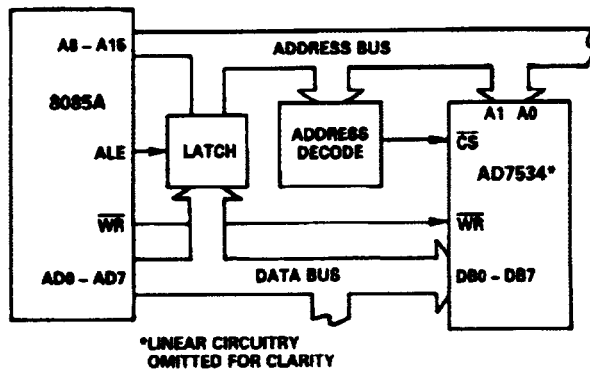 A8 – A15
ADDRESS BUS
8085A
A1 A0
ALE
LATCH
ADDRESS
DECODE
CS
AD7534*
WR
WR
AD0 – AD7
DATA BUS
DB0 – DB7
*LINEAR CIRCUITRY
OMITTED FOR CLARITY